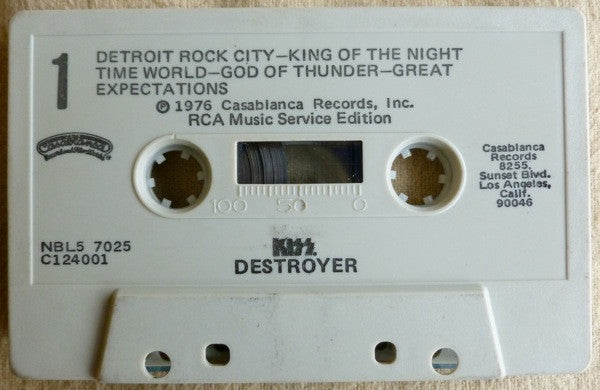 1
DETROIT ROCK CITY—KING OF THE NIGHT
TIME WORLD—GOD OF THUNDER—GREAT
EXPECTATIONS
℗ 1976 Casablanca Records, Inc.
RCA Music Service Edition
Casablanca
Casablanca
Records
8255.
Sunset Blvd.
Los Angeles,
Calif.
90046
100 50 0
NBL5 7025
C124001
KISS
DESTROYER